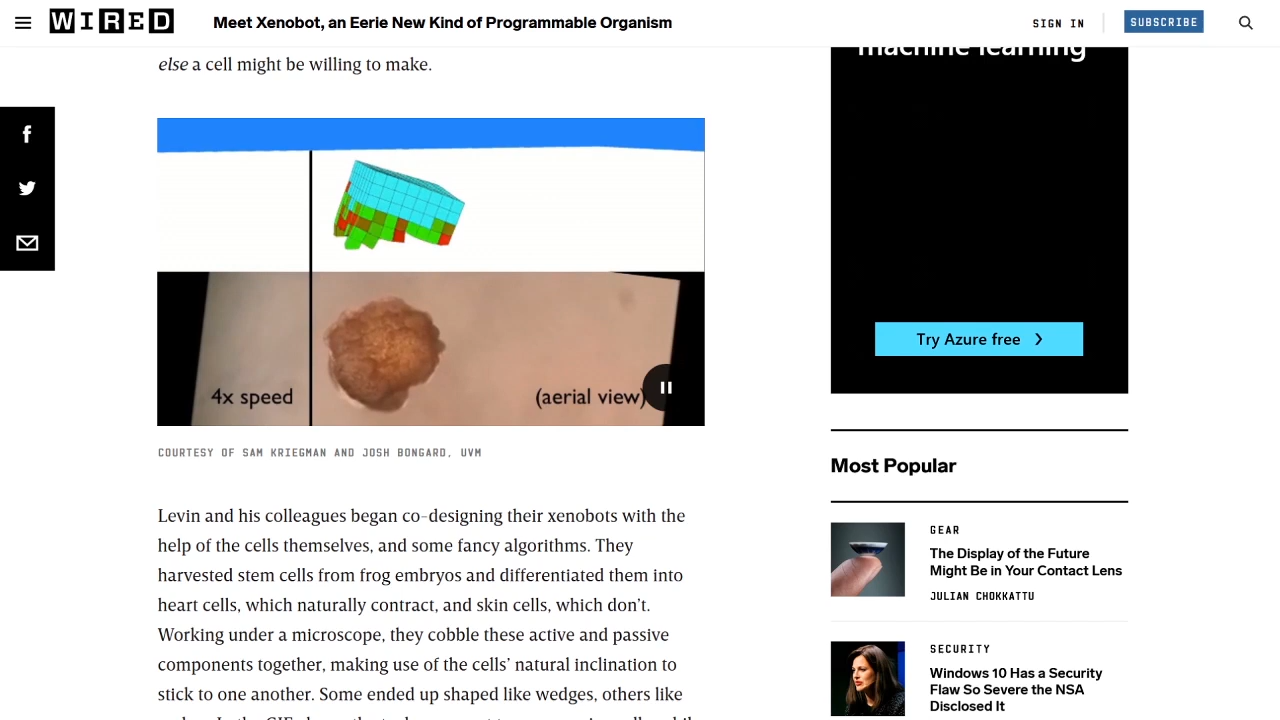 WIRED
Meet Xenobot, an Eerie New Kind of Programmable Organism
SIGN IN
SUBSCRIBE
else a cell might be willing to make.
4x speed
(aerial view)
COURTESY OF SAM KRIEGMAN AND JOSH BONGARD, UVM
Levin and his colleagues began co-designing their xenobots with the
help of the cells themselves, and some fancy algorithms. They
harvested stem cells from frog embryos and differentiated them into
heart cells, which naturally contract, and skin cells, which don't.
Working under a microscope, they cobble these active and passive
components together, making use of the cells' natural inclination to
stick to one another. Some ended up shaped like wedges, others like
machine learning
Try Azure free
Most Popular
GEAR
The Display of the Future
Might Be in Your Contact Lens
JULIAN CHOKKATTU
SECURITY
Windows 10 Has a Security
Flaw So Severe the NSA
Disclosed It